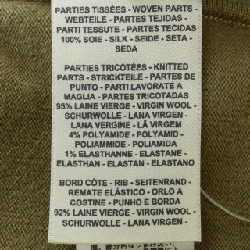 PARTIES TISSÉES - WOVEN PARTS -
WEBTEILE - PARTES TEJIDAS -
PARTI TESSUTE - PARTES TECIDAS
100% SOIE - SILK - SEIDE - SETA -
SEDA
PARTIES TRICOTÉES - KNITTED
PARTS - STRICKTEILE - PARTES DE
PUNTO - PARTI LAVORATE A
MAGLIA - PARTES TRICOTADAS
95% LAINE VIERGE - VIRGIN WOOL -
SCHURWOLLE - LANA VIRGEN -
LANA VERGINE - LÃ VIRGEM
4% POLYAMIDE - POLYAMID -
POLIAMMIDE - POLIAMIDA
1% ELASTHANNE - ELASTANE -
ELASTHAN - ELASTAN - ELASTANO
BORD CÔTE - RIB - SEITENRAND -
REMATE ELÁSTICO - ORLO A
COSTINE - PUNHO E BORDA
92% LAINE VIERGE - VIRGIN WOOL -
SCHURWOLLE - LANA VIRGEN -